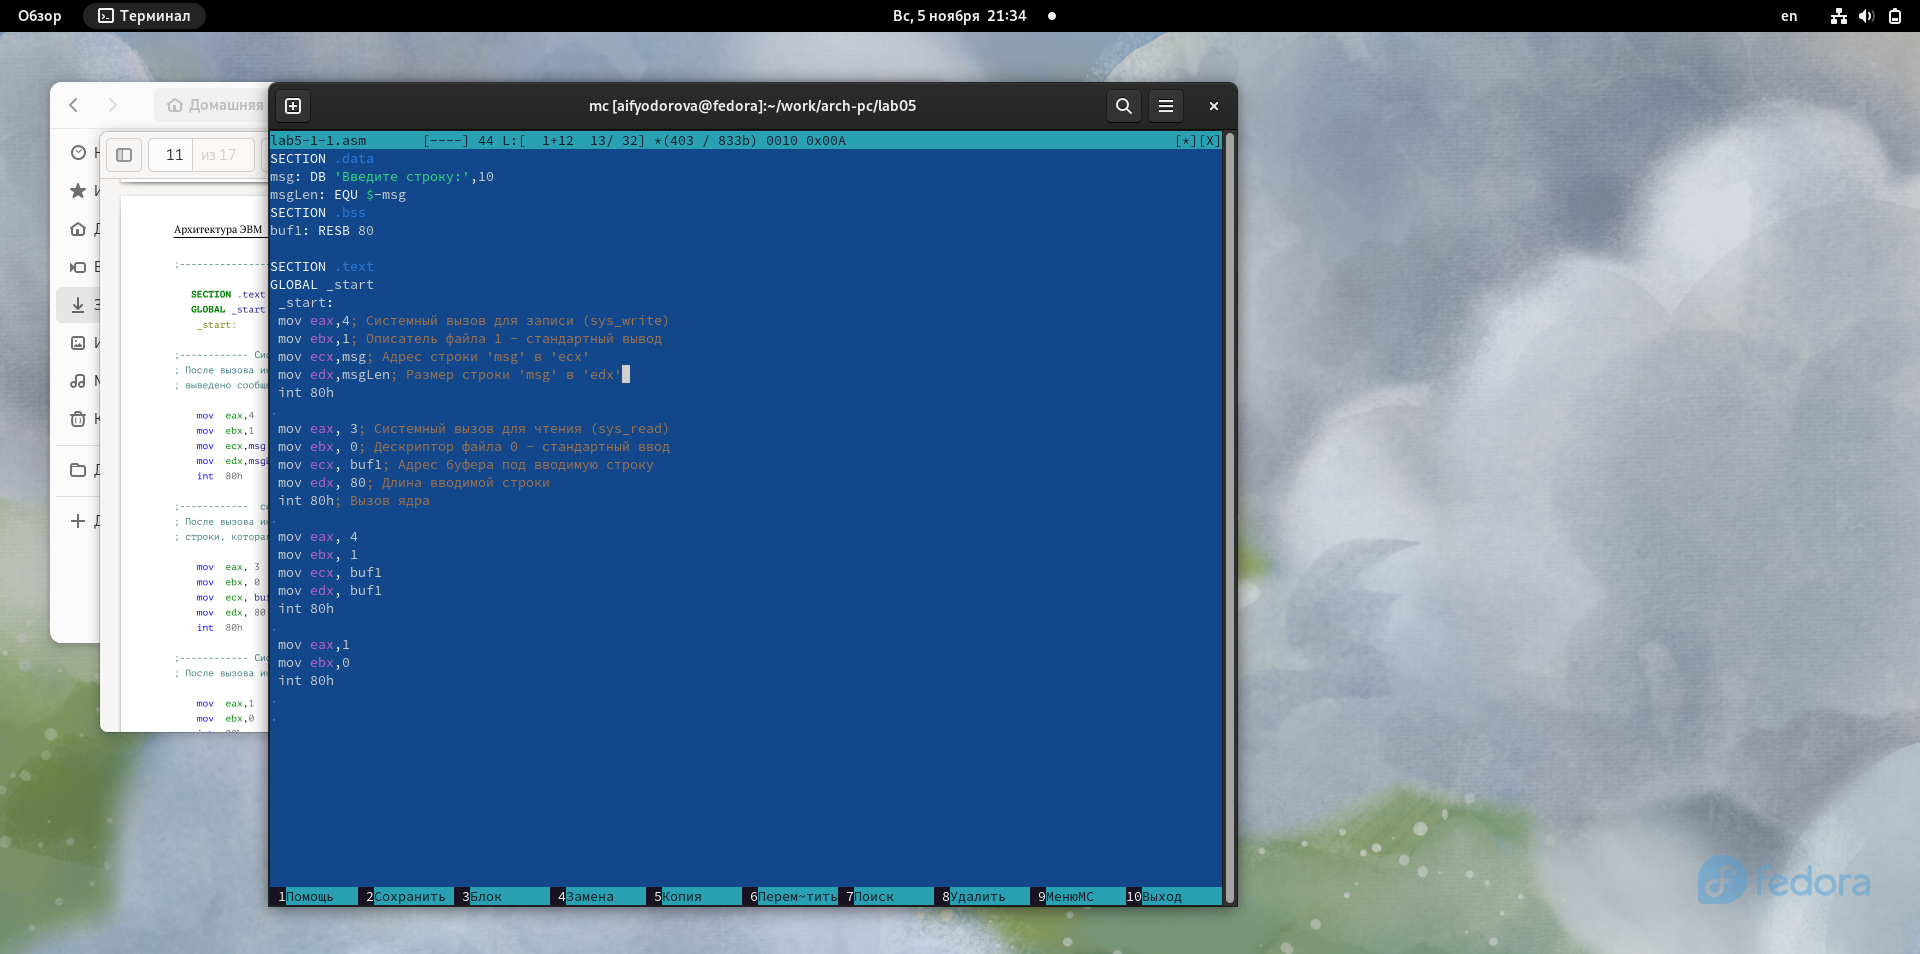 Обзор
Терминал
Вс, 5 ноября 21:34
en
Домашняя
11 из 17
Архитектура ЭВМ
SECTION .text
GLOBAL _start
_start:
;------------ Сис
; После вызова ин
; выведено сообще
mov eax,4
mov ebx,1
mov ecx,msg
mov edx,msgL
int 80h
;------------ си
; После вызова ин
; строки, котора
mov eax, 3
mov ebx, 0
mov ecx, buf
mov edx, 80
int 80h
;------------ Сис
; После вызова ин
mov eax,1
mov ebx,0
mc [aifyodorova@fedora]:~/work/arch-pc/lab05
lab5-1-1.asm [----] 44 L:[ 1+12 13/ 32] *(403 / 833b) 0010 0x00A [*][X]
SECTION .data
msg: DB 'Введите строку:',10
msgLen: EQU $-msg
SECTION .bss
buf1: RESB 80
SECTION .text
GLOBAL _start
_start:
mov eax,4; Системный вызов для записи (sys_write)
mov ebx,1; Описатель файла 1 - стандартный вывод
mov ecx,msg; Адрес строки 'msg' в 'ecx'
mov edx,msgLen; Размер строки 'msg' в 'edx'
int 80h
.
mov eax, 3; Системный вызов для чтения (sys_read)
mov ebx, 0; Дескриптор файла 0 - стандартный ввод
mov ecx, buf1; Адрес буфера под вводимую строку
mov edx, 80; Длина вводимой строки
int 80h; Вызов ядра
.
mov eax, 4
mov ebx, 1
mov ecx, buf1
mov edx, buf1
int 80h
.
mov eax,1
mov ebx,0
int 80h
.
.
1Помощь 2Сохранить 3Блок 4Замена 5Копия 6Перем~тить 7Поиск 8Удалить 9МенюMC 10Выход
fedora